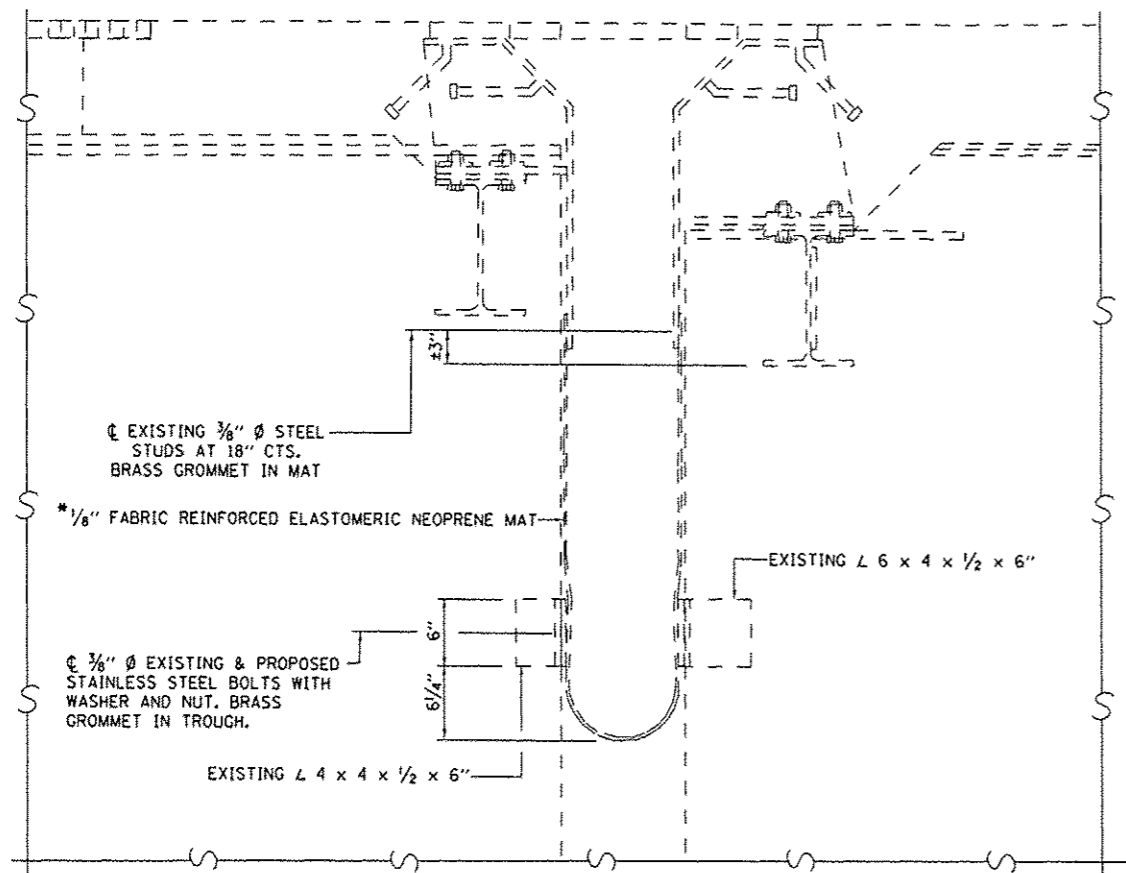 ±3"
℄ EXISTING ⅜" Ø STEEL
STUDS AT 18" CTS.
BRASS GROMMET IN MAT
*⅛" FABRIC REINFORCED ELASTOMERIC NEOPRENE MAT
EXISTING ∠ 6 x 4 x ½ x 6"
6"
℄ ⅜" Ø EXISTING & PROPOSED
STAINLESS STEEL BOLTS WITH
WASHER AND NUT. BRASS
GROMMET IN TROUGH.
6¼"
EXISTING ∠ 4 x 4 x ½ x 6"